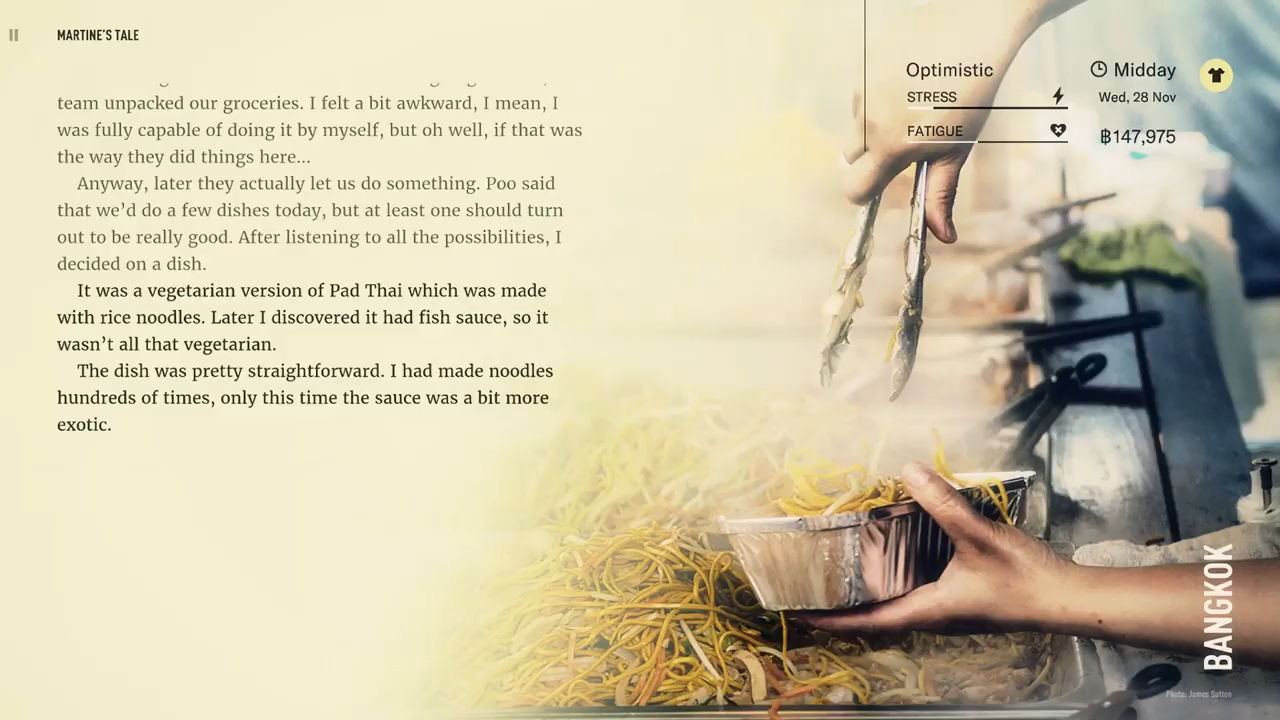 MARTINE'S TALE
team unpacked our groceries. I felt a bit awkward, I mean, I
was fully capable of doing it by myself, but oh well, if that was
the way they did things here...
Anyway, later they actually let us do something. Poo said
that we'd do a few dishes today, but at least one should turn
out to be really good. After listening to all the possibilities, I
decided on a dish.
It was a vegetarian version of Pad Thai which was made
with rice noodles. Later I discovered it had fish sauce, so it
wasn't all that vegetarian.
The dish was pretty straightforward. I had made noodles
hundreds of times, only this time the sauce was a bit more
exotic.
Optimistic
STRESS
FATIGUE
Midday
Wed, 28 Nov
฿147,975
BANGKOK
Photo: James Sutton